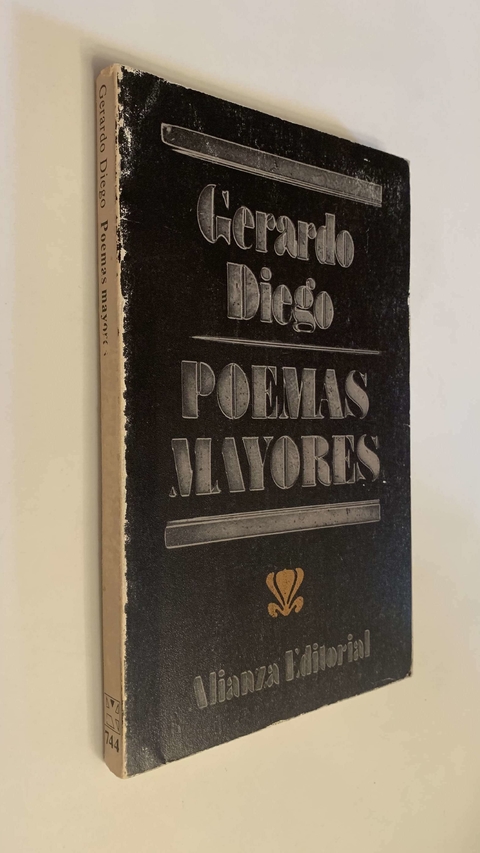 Gerardo Diego Poemas mayores
744
Gerardo
Diego
POEMAS
MAYORES
Alianza Editorial